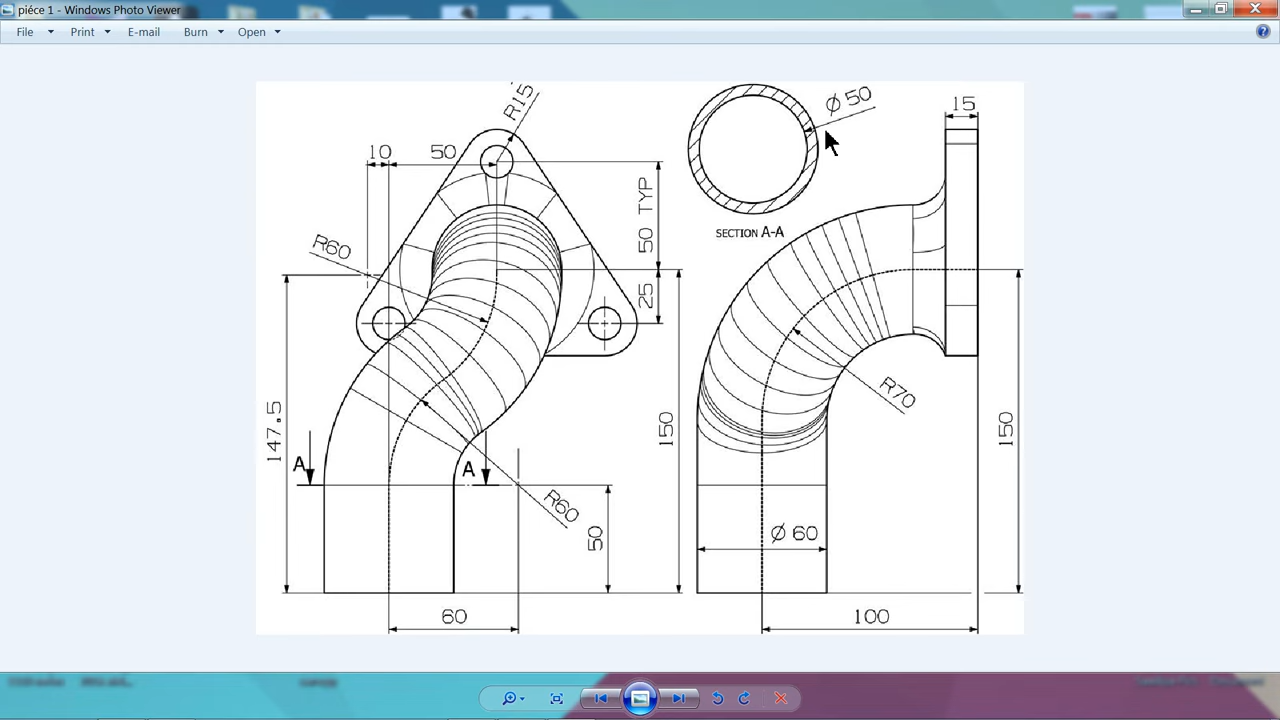 piéce 1 - Windows Photo Viewer
File Print E-mail Burn Open
R15
Ø 50
15
10 50
50 TYP
R60
SECTION A-A
25
R70
147.5
150
150
A A
R60
50
Ø 60
60
100